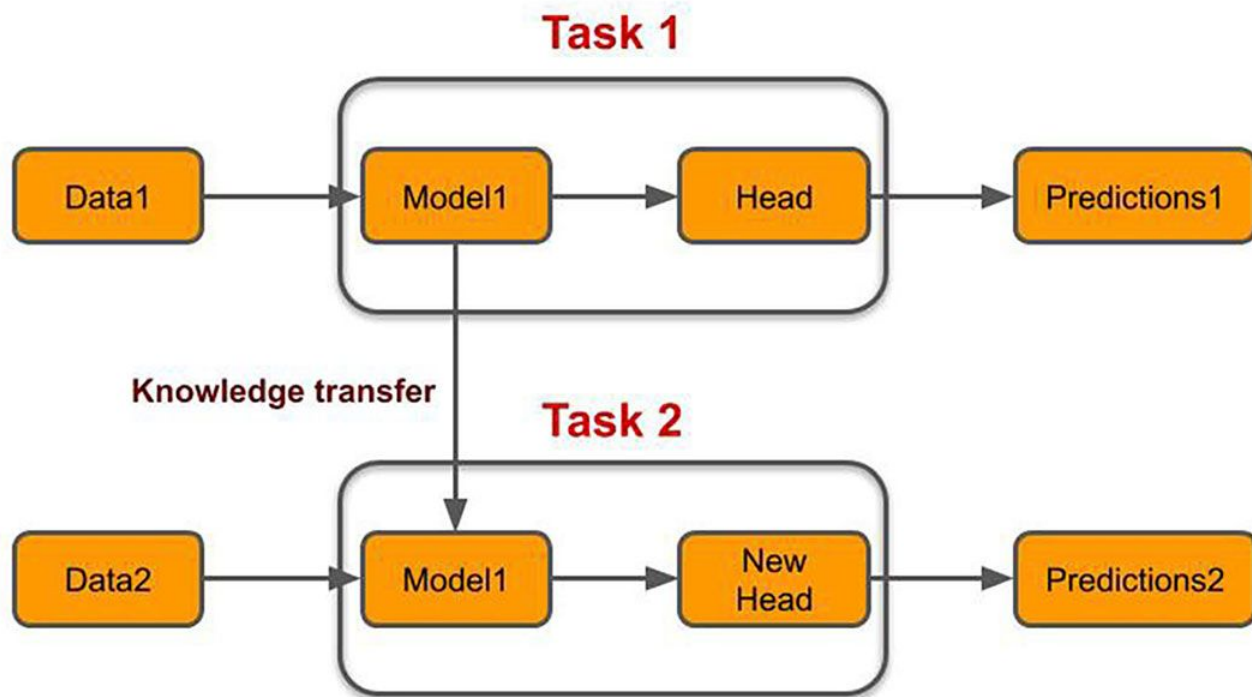 Task 1
Data1
Model1
Head
Predictions1
Knowledge transfer
Task 2
Data2
Model1
New
Head
Predictions2